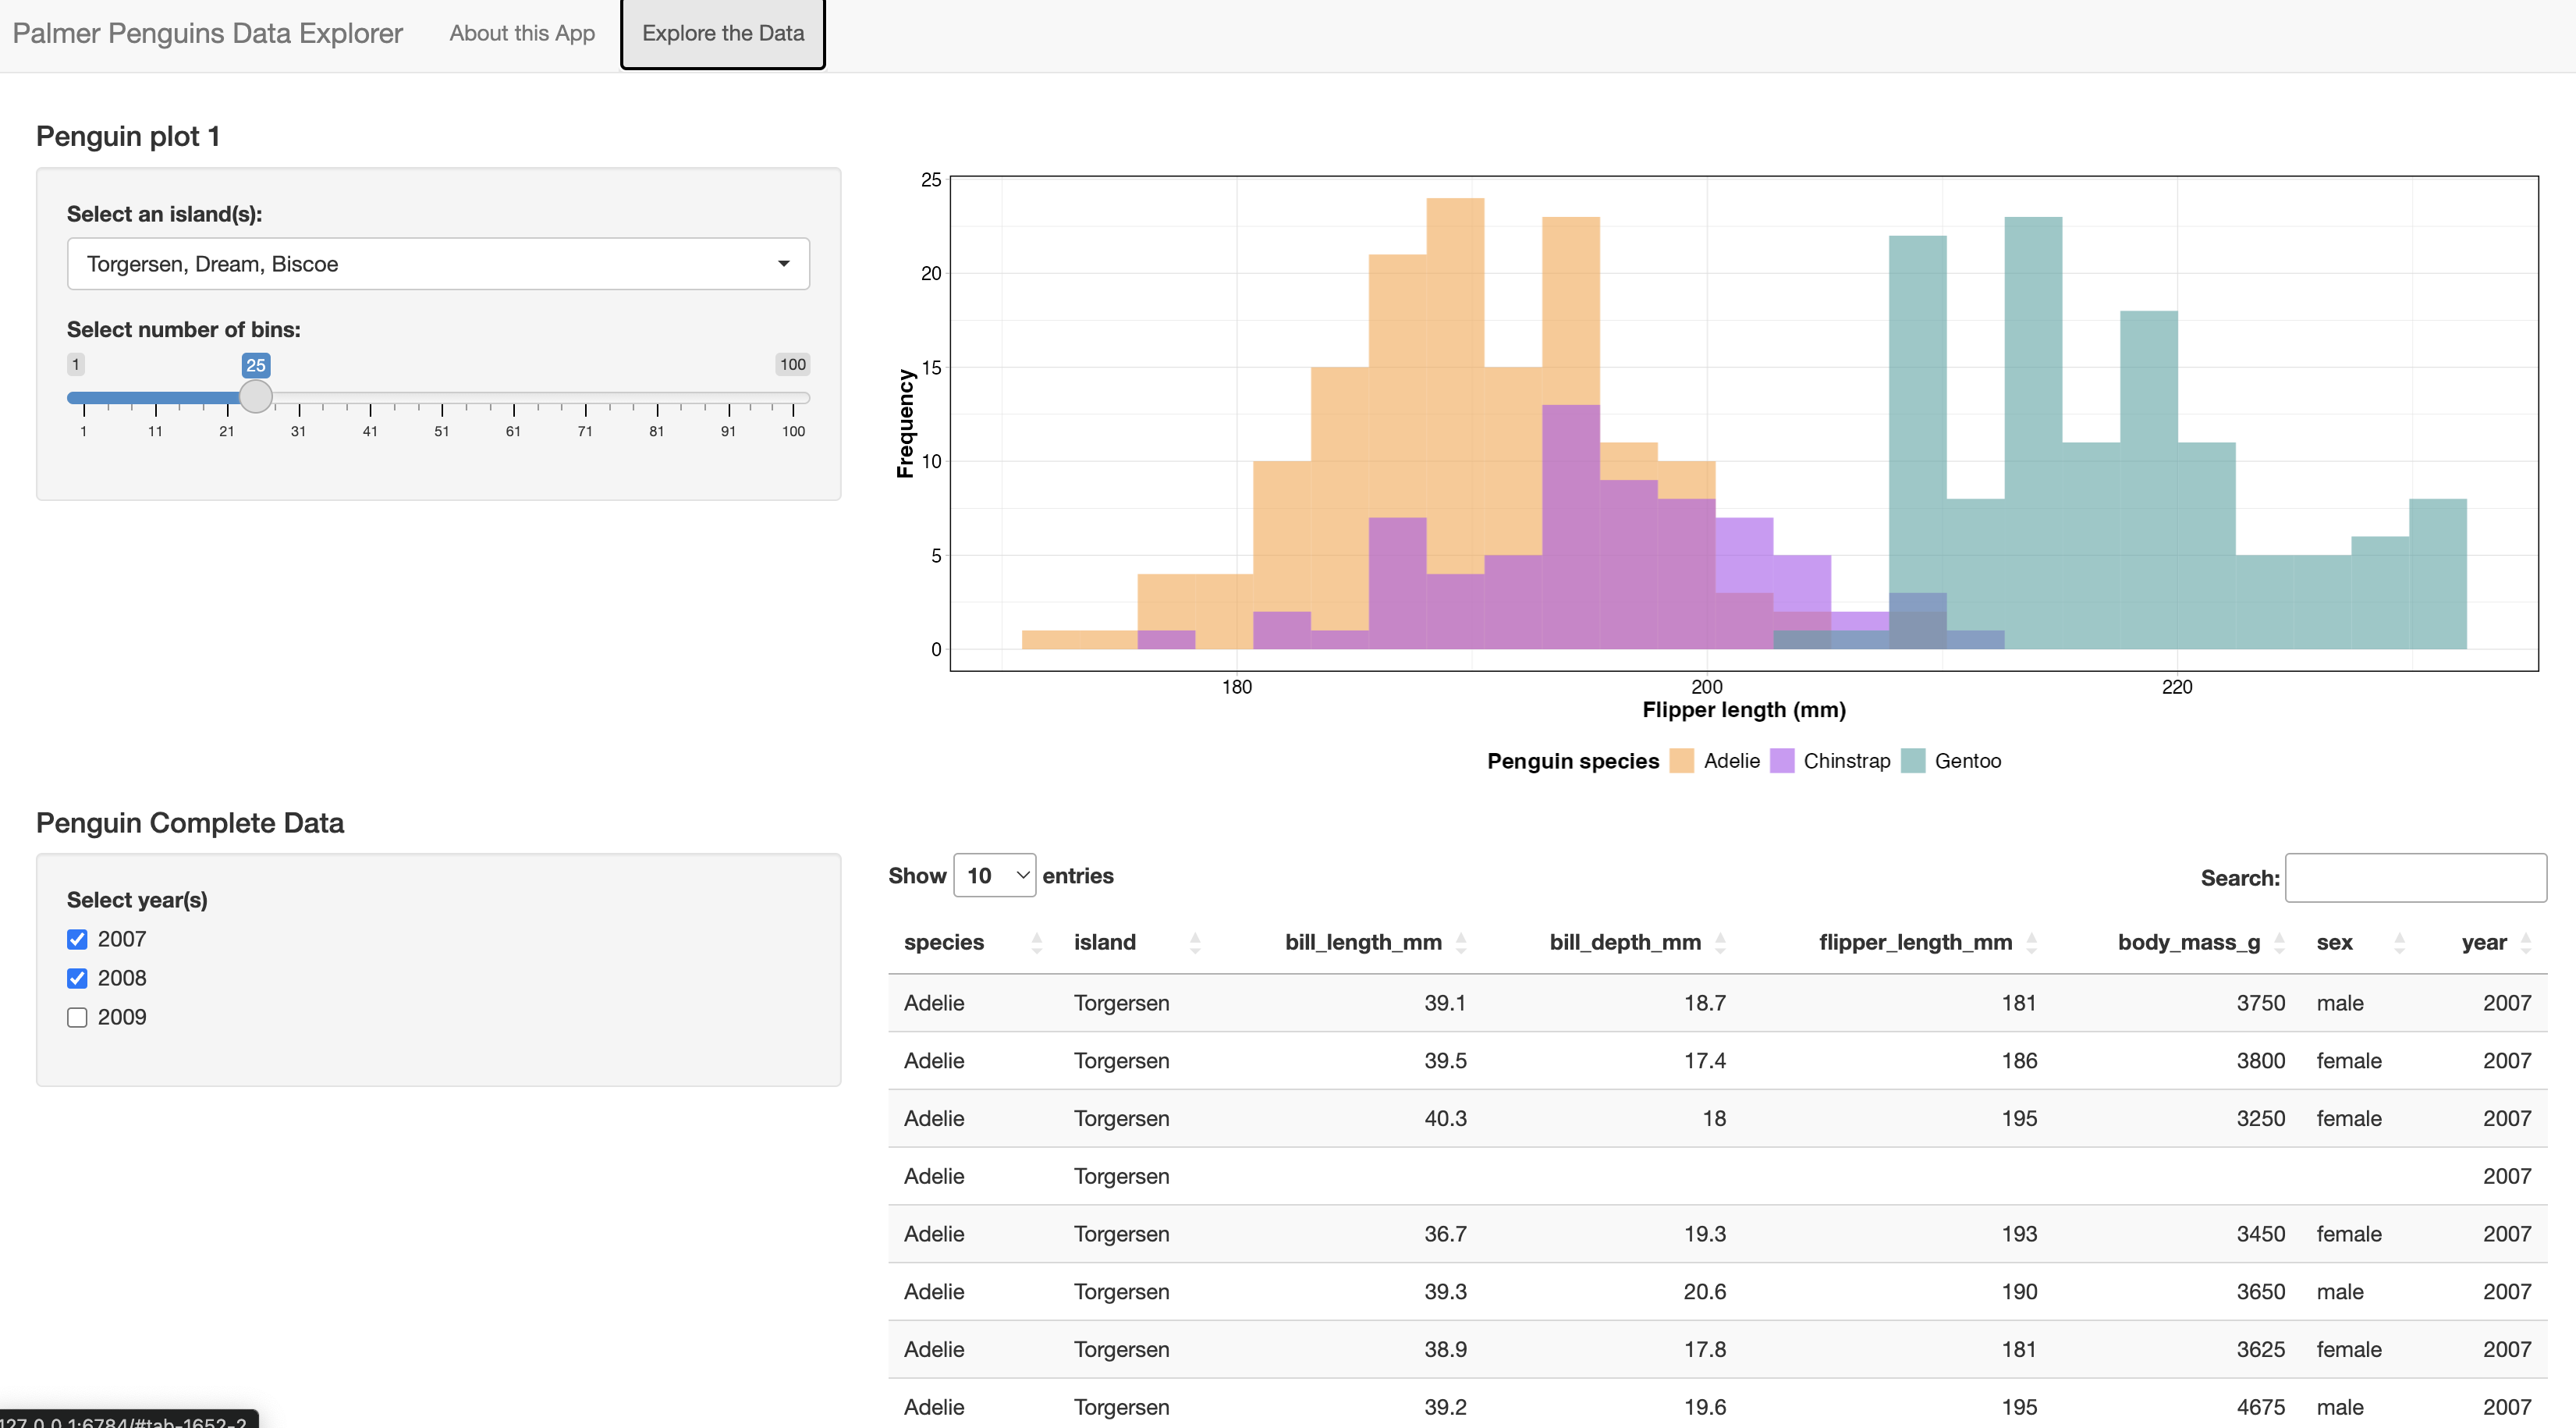 Palmer Penguins Data Explorer About this App Explore the Data
Penguin plot 1
Select an island(s):
Torgersen, Dream, Biscoe
Select number of bins:
1 25 100
1 11 21 31 41 51 61 71 81 91 100
Frequency
25
20
15
10
5
0
180 200 220
Flipper length (mm)
Penguin species Adelie Chinstrap Gentoo
Penguin Complete Data
Select year(s)
2007
2008
2009
Show 10 entries Search:
species island bill_length_mm bill_depth_mm flipper_length_mm body_mass_g sex year
Adelie Torgersen 39.1 18.7 181 3750 male 2007
Adelie Torgersen 39.5 17.4 186 3800 female 2007
Adelie Torgersen 40.3 18 195 3250 female 2007
Adelie Torgersen 2007
Adelie Torgersen 36.7 19.3 193 3450 female 2007
Adelie Torgersen 39.3 20.6 190 3650 male 2007
Adelie Torgersen 38.9 17.8 181 3625 female 2007
Adelie Torgersen 39.2 19.6 195 4675 male 2007
127.0.0.1:6784/#tab-1652-2